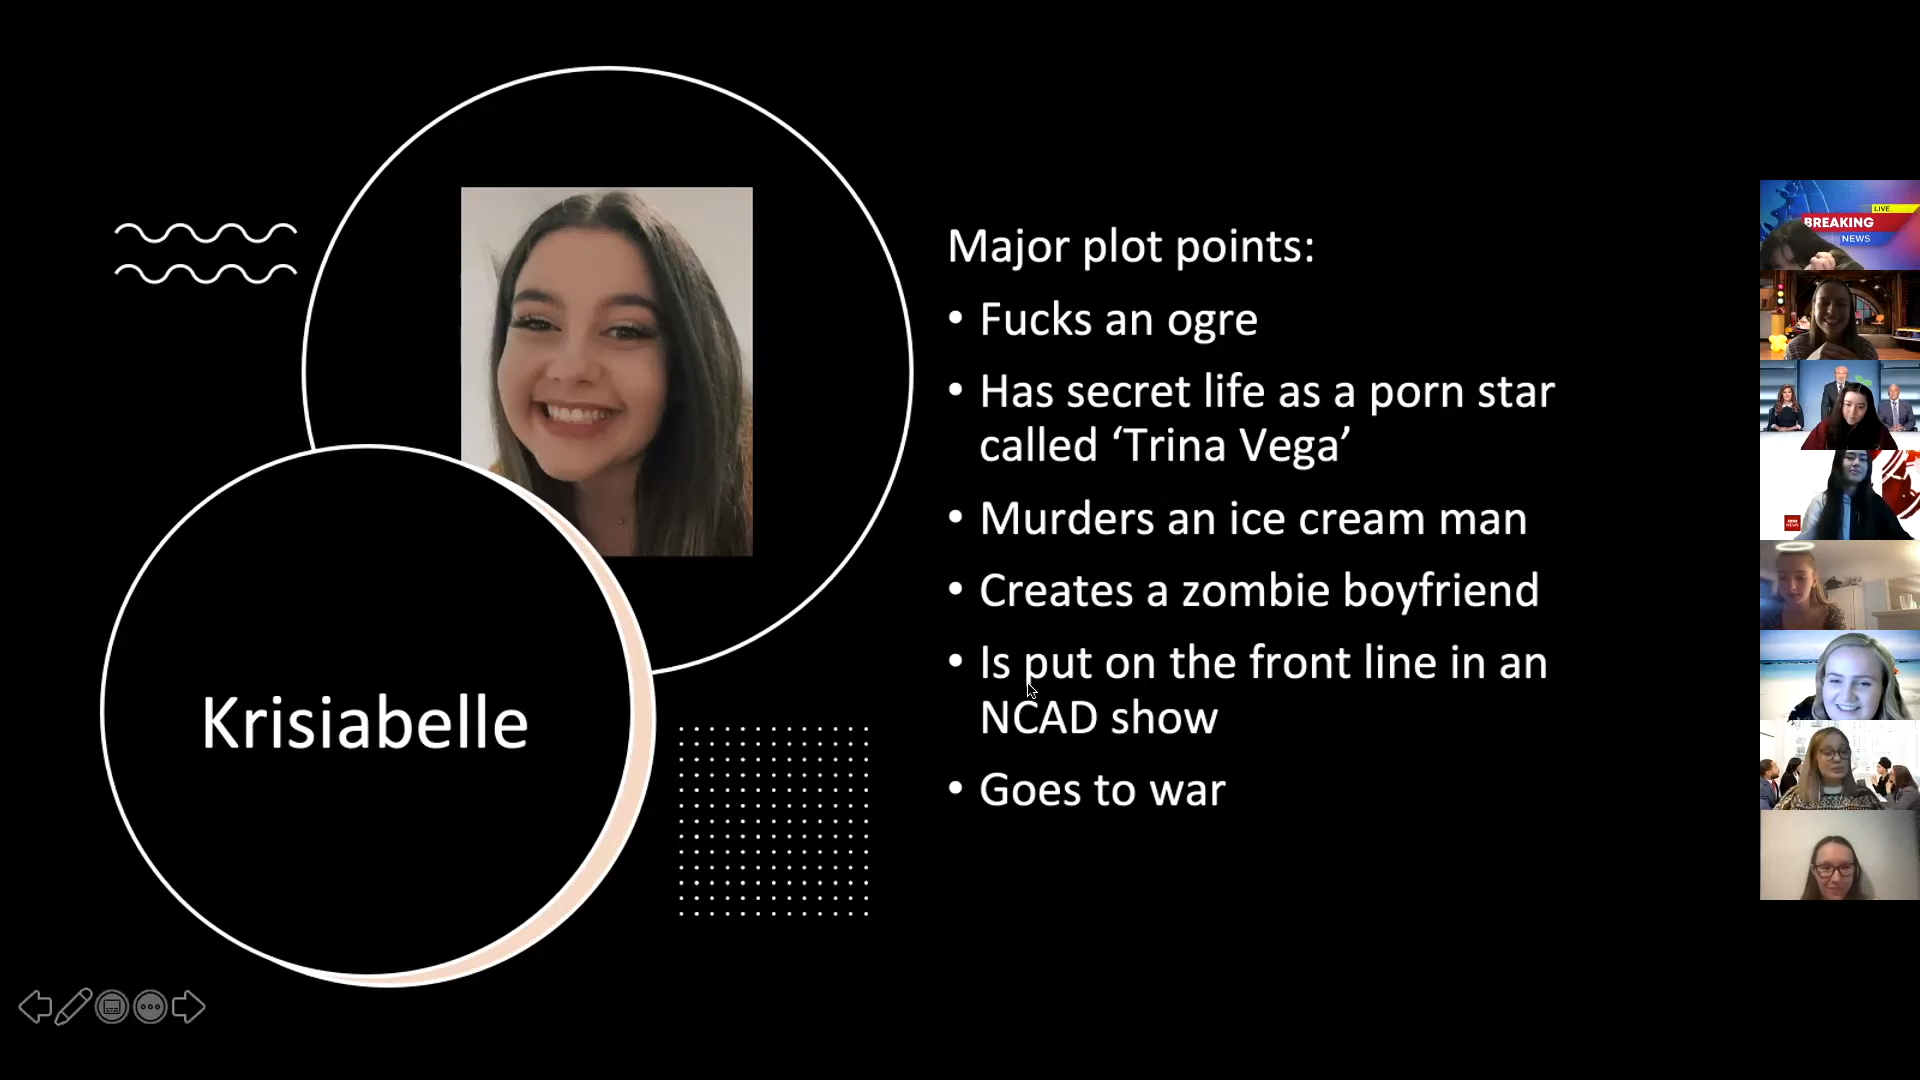 Major plot points:
• Fucks an ogre
• Has secret life as a porn star
called ‘Trina Vega’
• Murders an ice cream man
• Creates a zombie boyfriend
• Is put on the front line in an
NCAD show
• Goes to war
Krisiabelle
LIVE
BREAKING
NEWS
BBC
NEWS